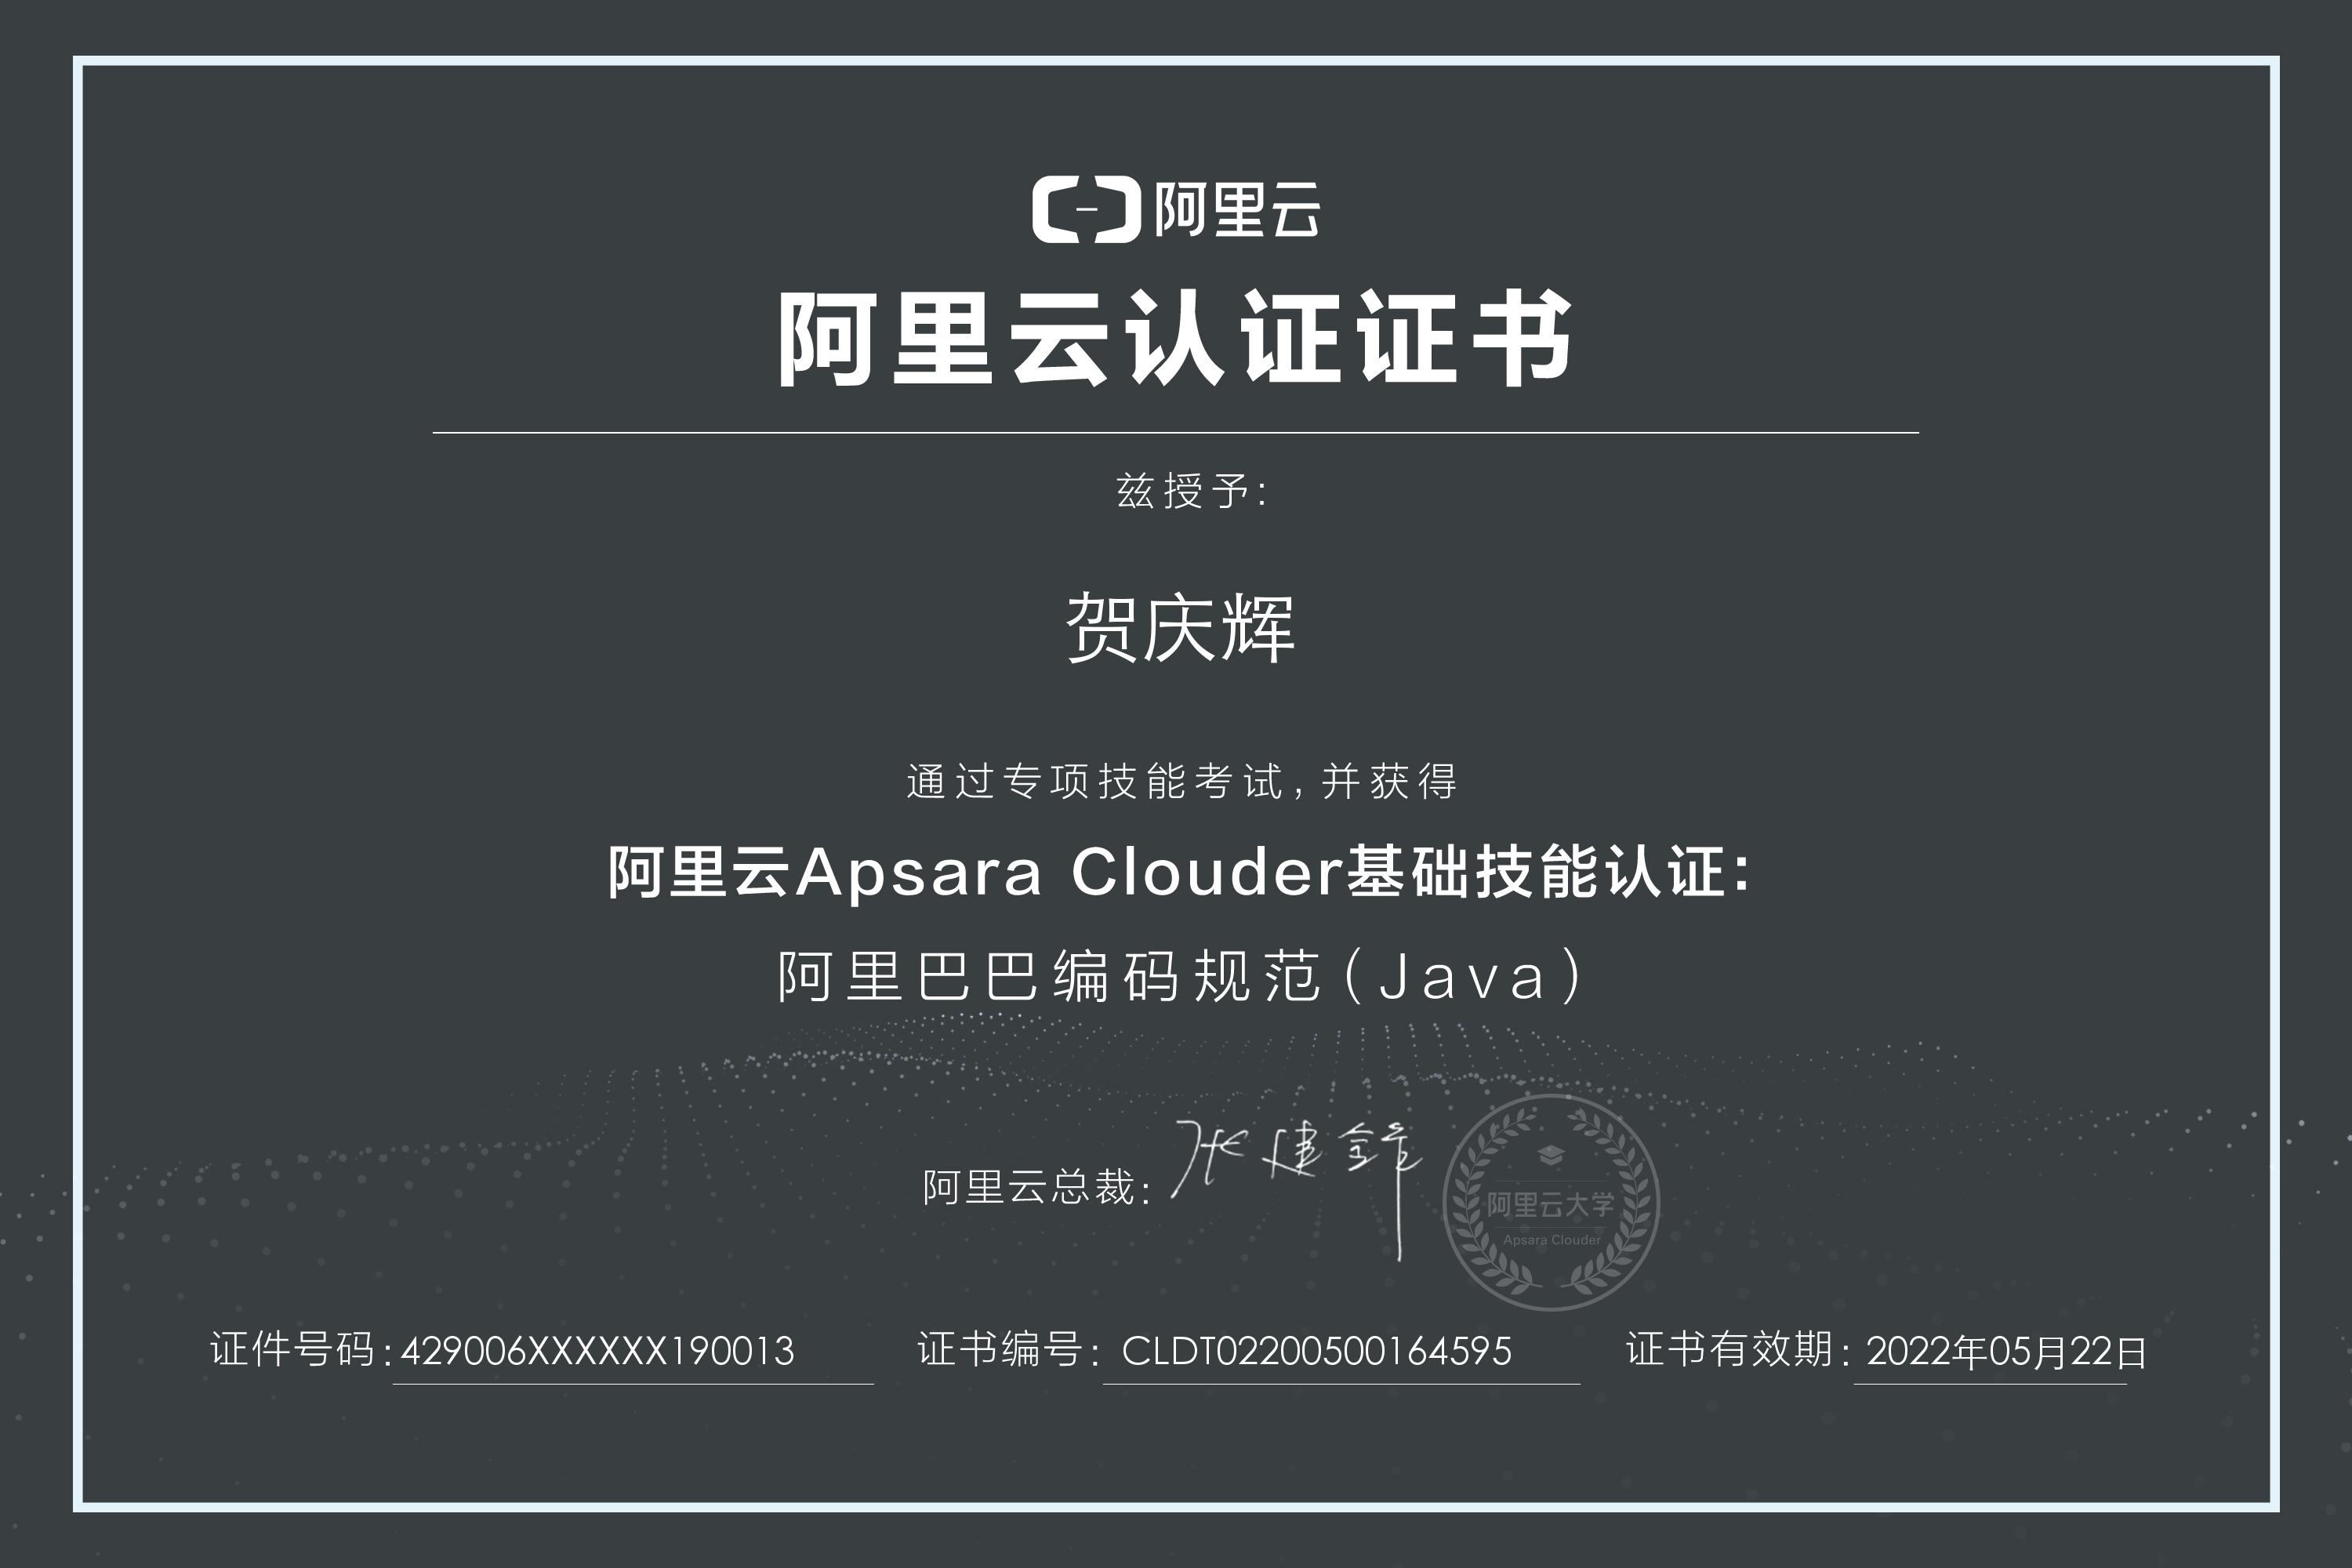 阿里云
阿里云认证证书
兹授予：
贺庆辉
通过专项技能考试，并获得
阿里云Apsara Clouder基础技能认证：
阿里巴巴编码规范（Java）
阿里云总裁：张建锋
阿里云大学
Apsara Clouder
证件号码：429006XXXXXX190013 证书编号：CLDT02200500164595 证书有效期：2022年05月22日